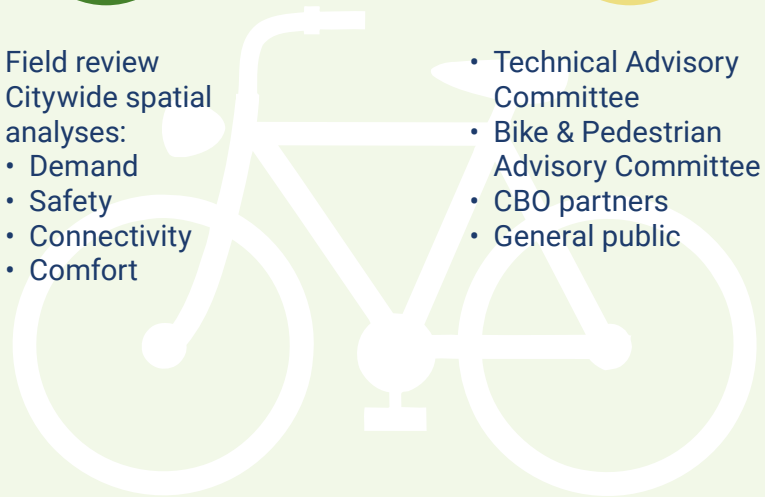 Field review
Citywide spatial
analyses:
• Demand
• Safety
• Connectivity
• Comfort
• Technical Advisory
Committee
• Bike & Pedestrian
Advisory Committee
• CBO partners
• General public